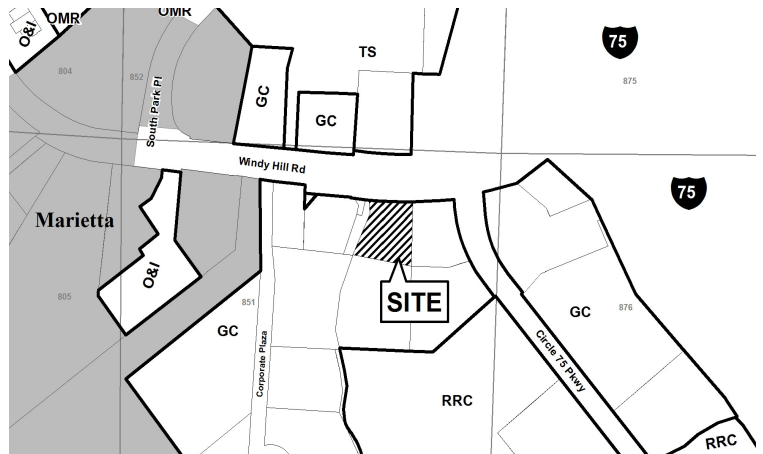 OMR
OMR
O&I
804
852
South Park Pl
GC
TS
GC
75
875
Windy Hill Rd
75
Marietta
O&I
805
851
GC
Corporate Plaza
SITE
GC
876
Circle 75 Pkwy
RRC
RRC